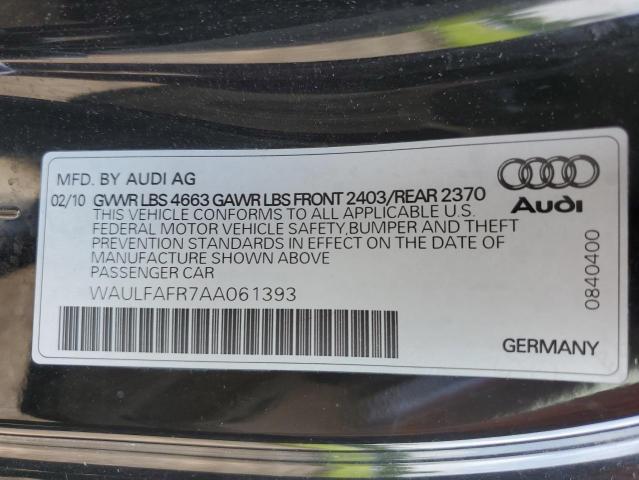 MFD. BY AUDI AG
02/10 GVWR LBS 4663 GAWR LBS FRONT 2403/REAR 2370
THIS VEHICLE CONFORMS TO ALL APPLICABLE U.S.
FEDERAL MOTOR VEHICLE SAFETY,BUMPER AND THEFT
PREVENTION STANDARDS IN EFFECT ON THE DATE OF
MANUFACTURE SHOWN ABOVE
PASSENGER CAR
WAULFAFR7AA061393
Audi
0840400
GERMANY